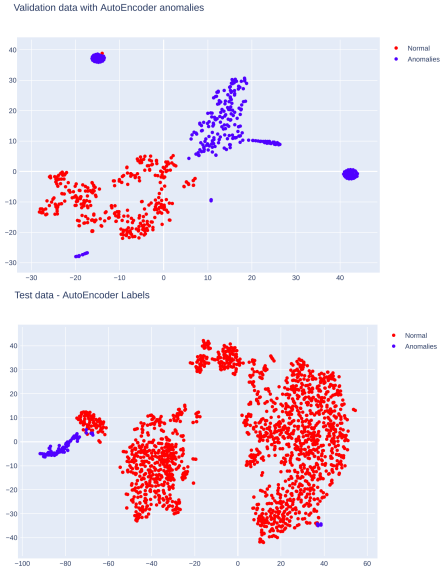 Validation data with AutoEncoder anomalies
40
30
20
10
0
−10
−20
−30
−30 −20 −10 0 10 20 30 40
Normal
Anomalies
Test data - AutoEncoder Labels
40
30
20
10
0
−10
−20
−30
−40
−100 −80 −60 −40 −20 0 20 40 60
Normal
Anomalies